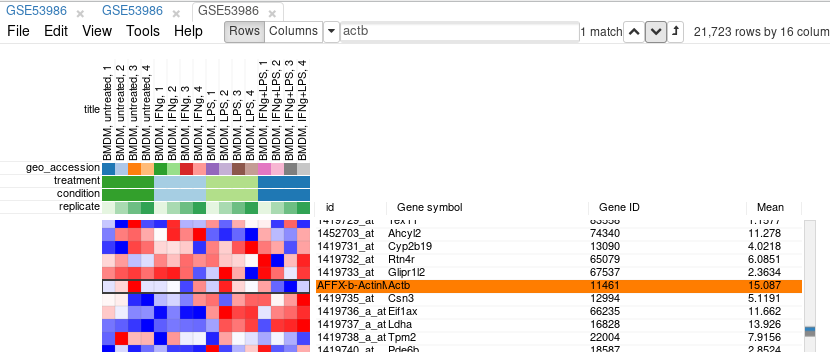 GSE53986 × GSE53986 × GSE53986 ×
File Edit View Tools Help Rows Columns actb 1 match 21,723 rows by 16 colum
title BMDM, untreated, 1 BMDM, untreated, 2 BMDM, untreated, 3 BMDM, untreated, 4 BMDM, IFNg, 1 BMDM, IFNg, 2 BMDM, IFNg, 3 BMDM, IFNg, 4 BMDM, LPS, 1 BMDM, LPS, 2 BMDM, LPS, 3 BMDM, LPS, 4 BMDM, IFNg+LPS, 1 BMDM, IFNg+LPS, 2 BMDM, IFNg+LPS, 3 BMDM, IFNg+LPS, 4
geo_accession
treatment
condition
replicate id Gene symbol Gene ID Mean
1419729_at Tex11 83558 1.1577
1452703_at Ahcyl2 74340 11.278
1419731_at Cyp2b19 13090 4.0218
1419732_at Rtn4r 65079 6.0851
1419733_at Glipr1l2 67537 2.3634
AFFX-b-ActinM Actb 11461 15.087
1419735_at Csn3 12994 5.1191
1419736_a_at Eif1ax 66235 11.662
1419737_a_at Ldha 16828 13.926
1419738_a_at Tpm2 22004 7.9156
1419740_at Pde6b 18587 2.8524